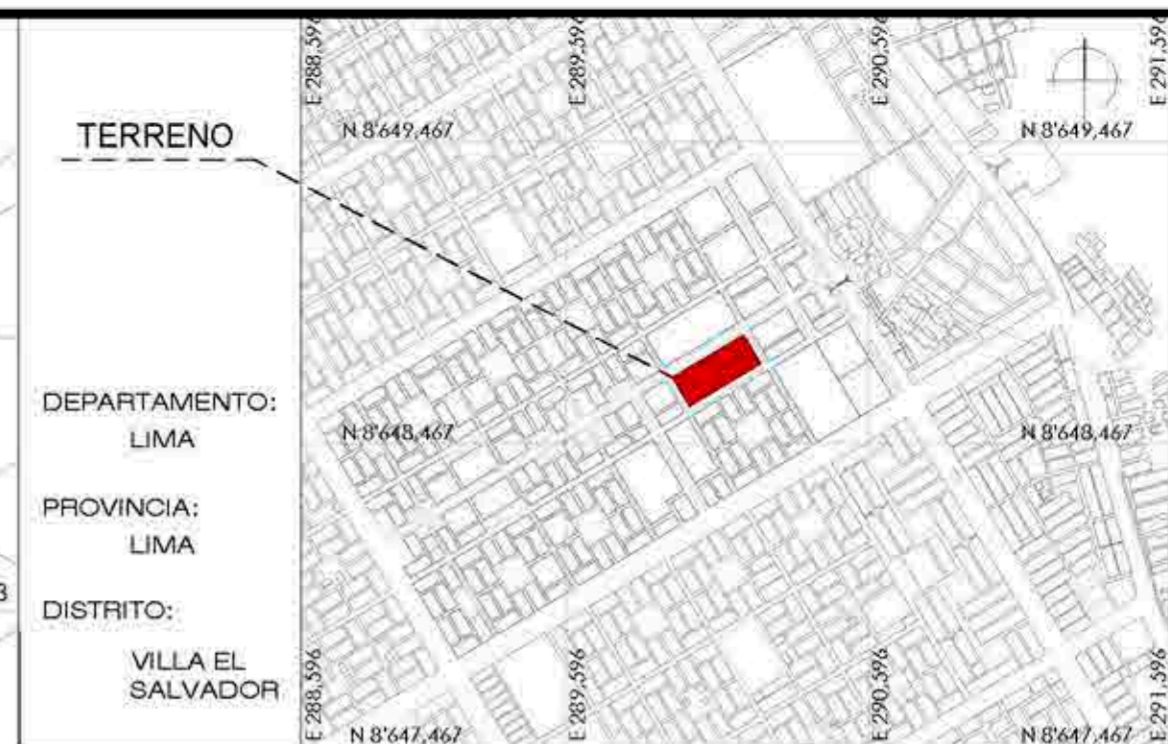 TERRENO
DEPARTAMENTO:
LIMA
PROVINCIA:
LIMA
DISTRITO:
VILLA EL
SALVADOR
E 288,596
E 289,596
E 290,596
E 291,596
N 8'649,467
N 8'649,467
N 8'648,467
N 8'648,467
E 288,596
E 289,596
E 290,596
E 291,596
N 8'647,467
N 8'647,467